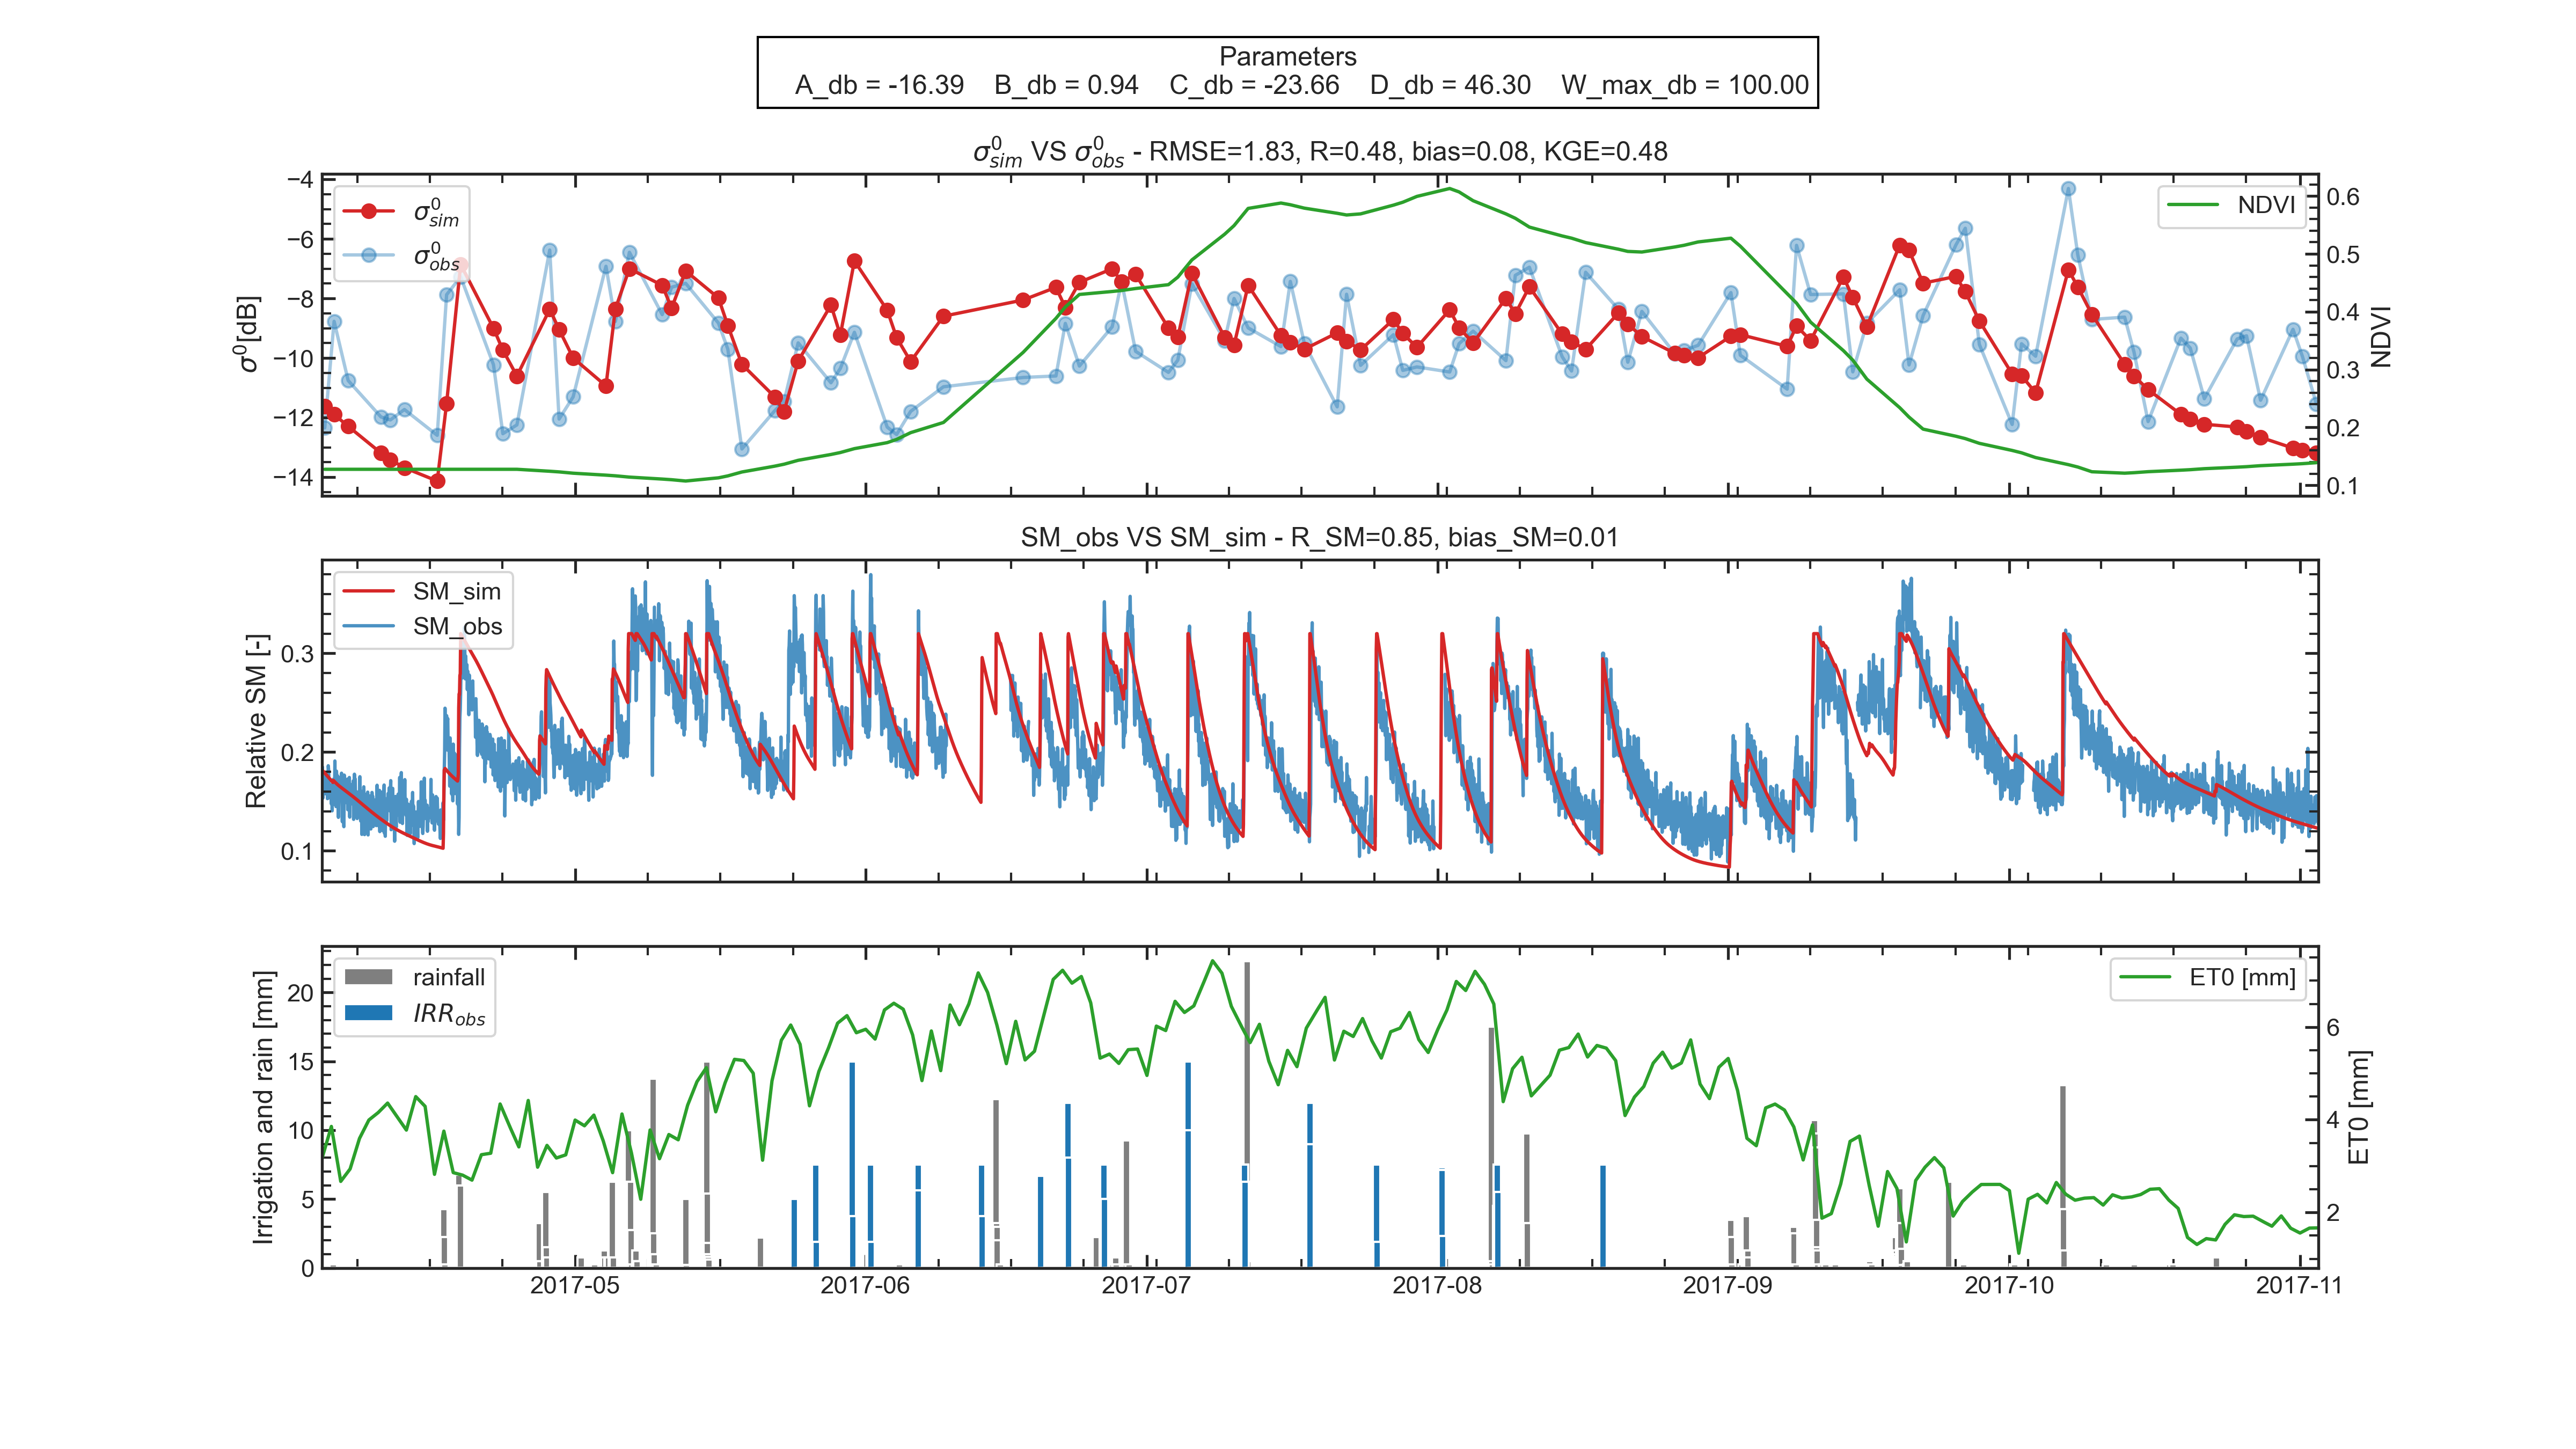 Parameters
A_db = -16.39 B_db = 0.94 C_db = -23.66 D_db = 46.30 W_max_db = 100.00
σ⁰sim VS σ⁰obs - RMSE=1.83, R=0.48, bias=0.08, KGE=0.48
σ⁰sim
σ⁰obs
NDVI
−4
−6
−8
−10
−12
−14
σ⁰[dB]
0.6
0.5
0.4
0.3
0.2
0.1
NDVI
SM_obs VS SM_sim - R_SM=0.85, bias_SM=0.01
SM_sim
SM_obs
0.3
0.2
0.1
Relative SM [-]
rainfall
IRRobs
ET0 [mm]
20
15
10
5
0
Irrigation and rain [mm]
6
4
2
ET0 [mm]
2017-05 2017-06 2017-07 2017-08 2017-09 2017-10 2017-11